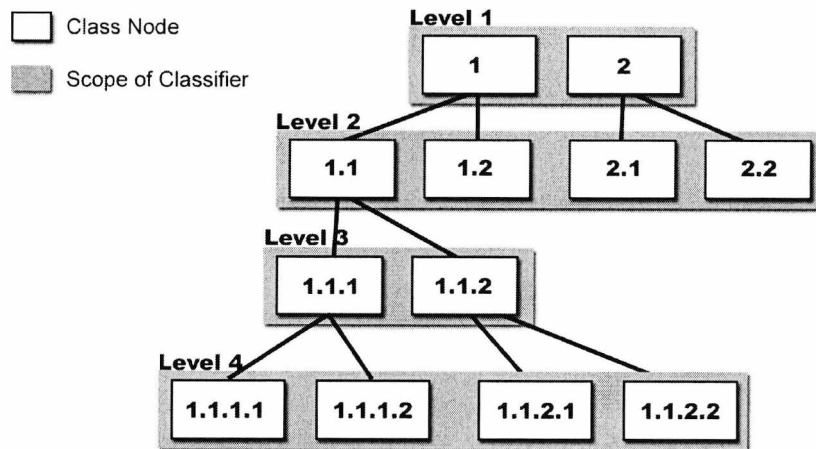 Class Node
Scope of Classifier
Level 1
1 2
Level 2
1.1 1.2 2.1 2.2
Level 3
1.1.1 1.1.2
Level 4
1.1.1.1 1.1.1.2 1.1.2.1 1.1.2.2